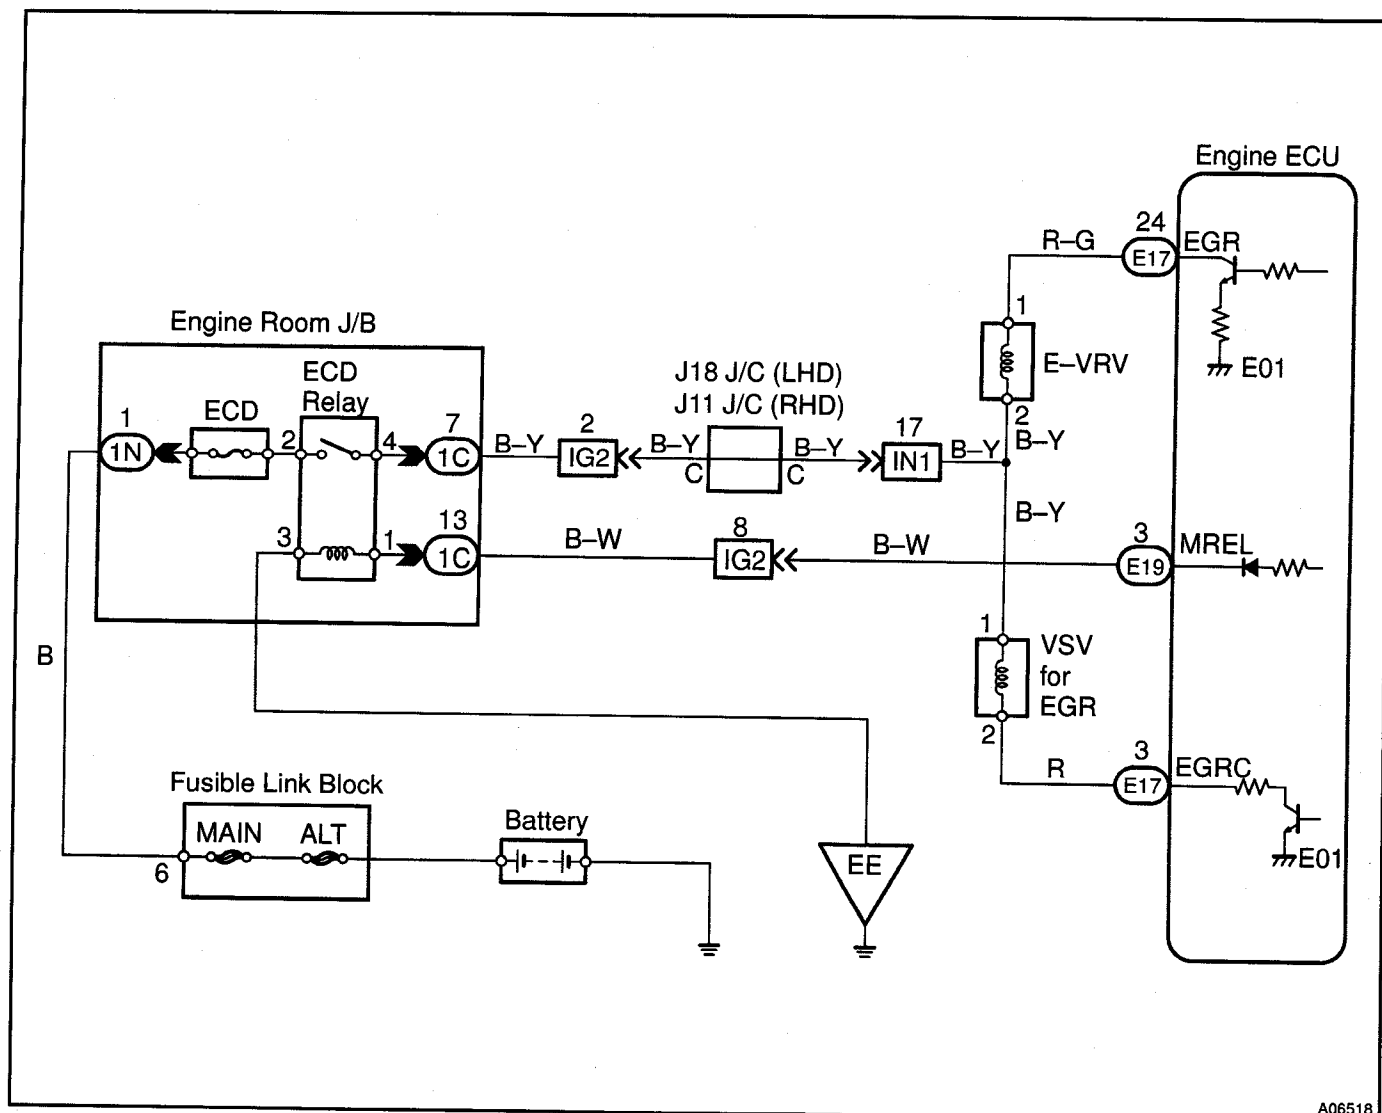 Engine ECU
24
R–G
E17
EGR
1
Engine Room J/B
ECD
Relay
J18 J/C (LHD)
J11 J/C (RHD)
E–VRV
E01
1
ECD
2
4
7
2
17
2
B–Y
1N
1C
B–Y
IG2
B–Y
C
B–Y
C
IN1
B–Y
B–Y
3
1
13
1C
B–W
8
IG2
B–W
3
E19
MREL
1
VSV
for
EGR
2
B
R
3
E17
EGRC
E01
Fusible Link Block
MAIN
ALT
6
Battery
EE
A06518